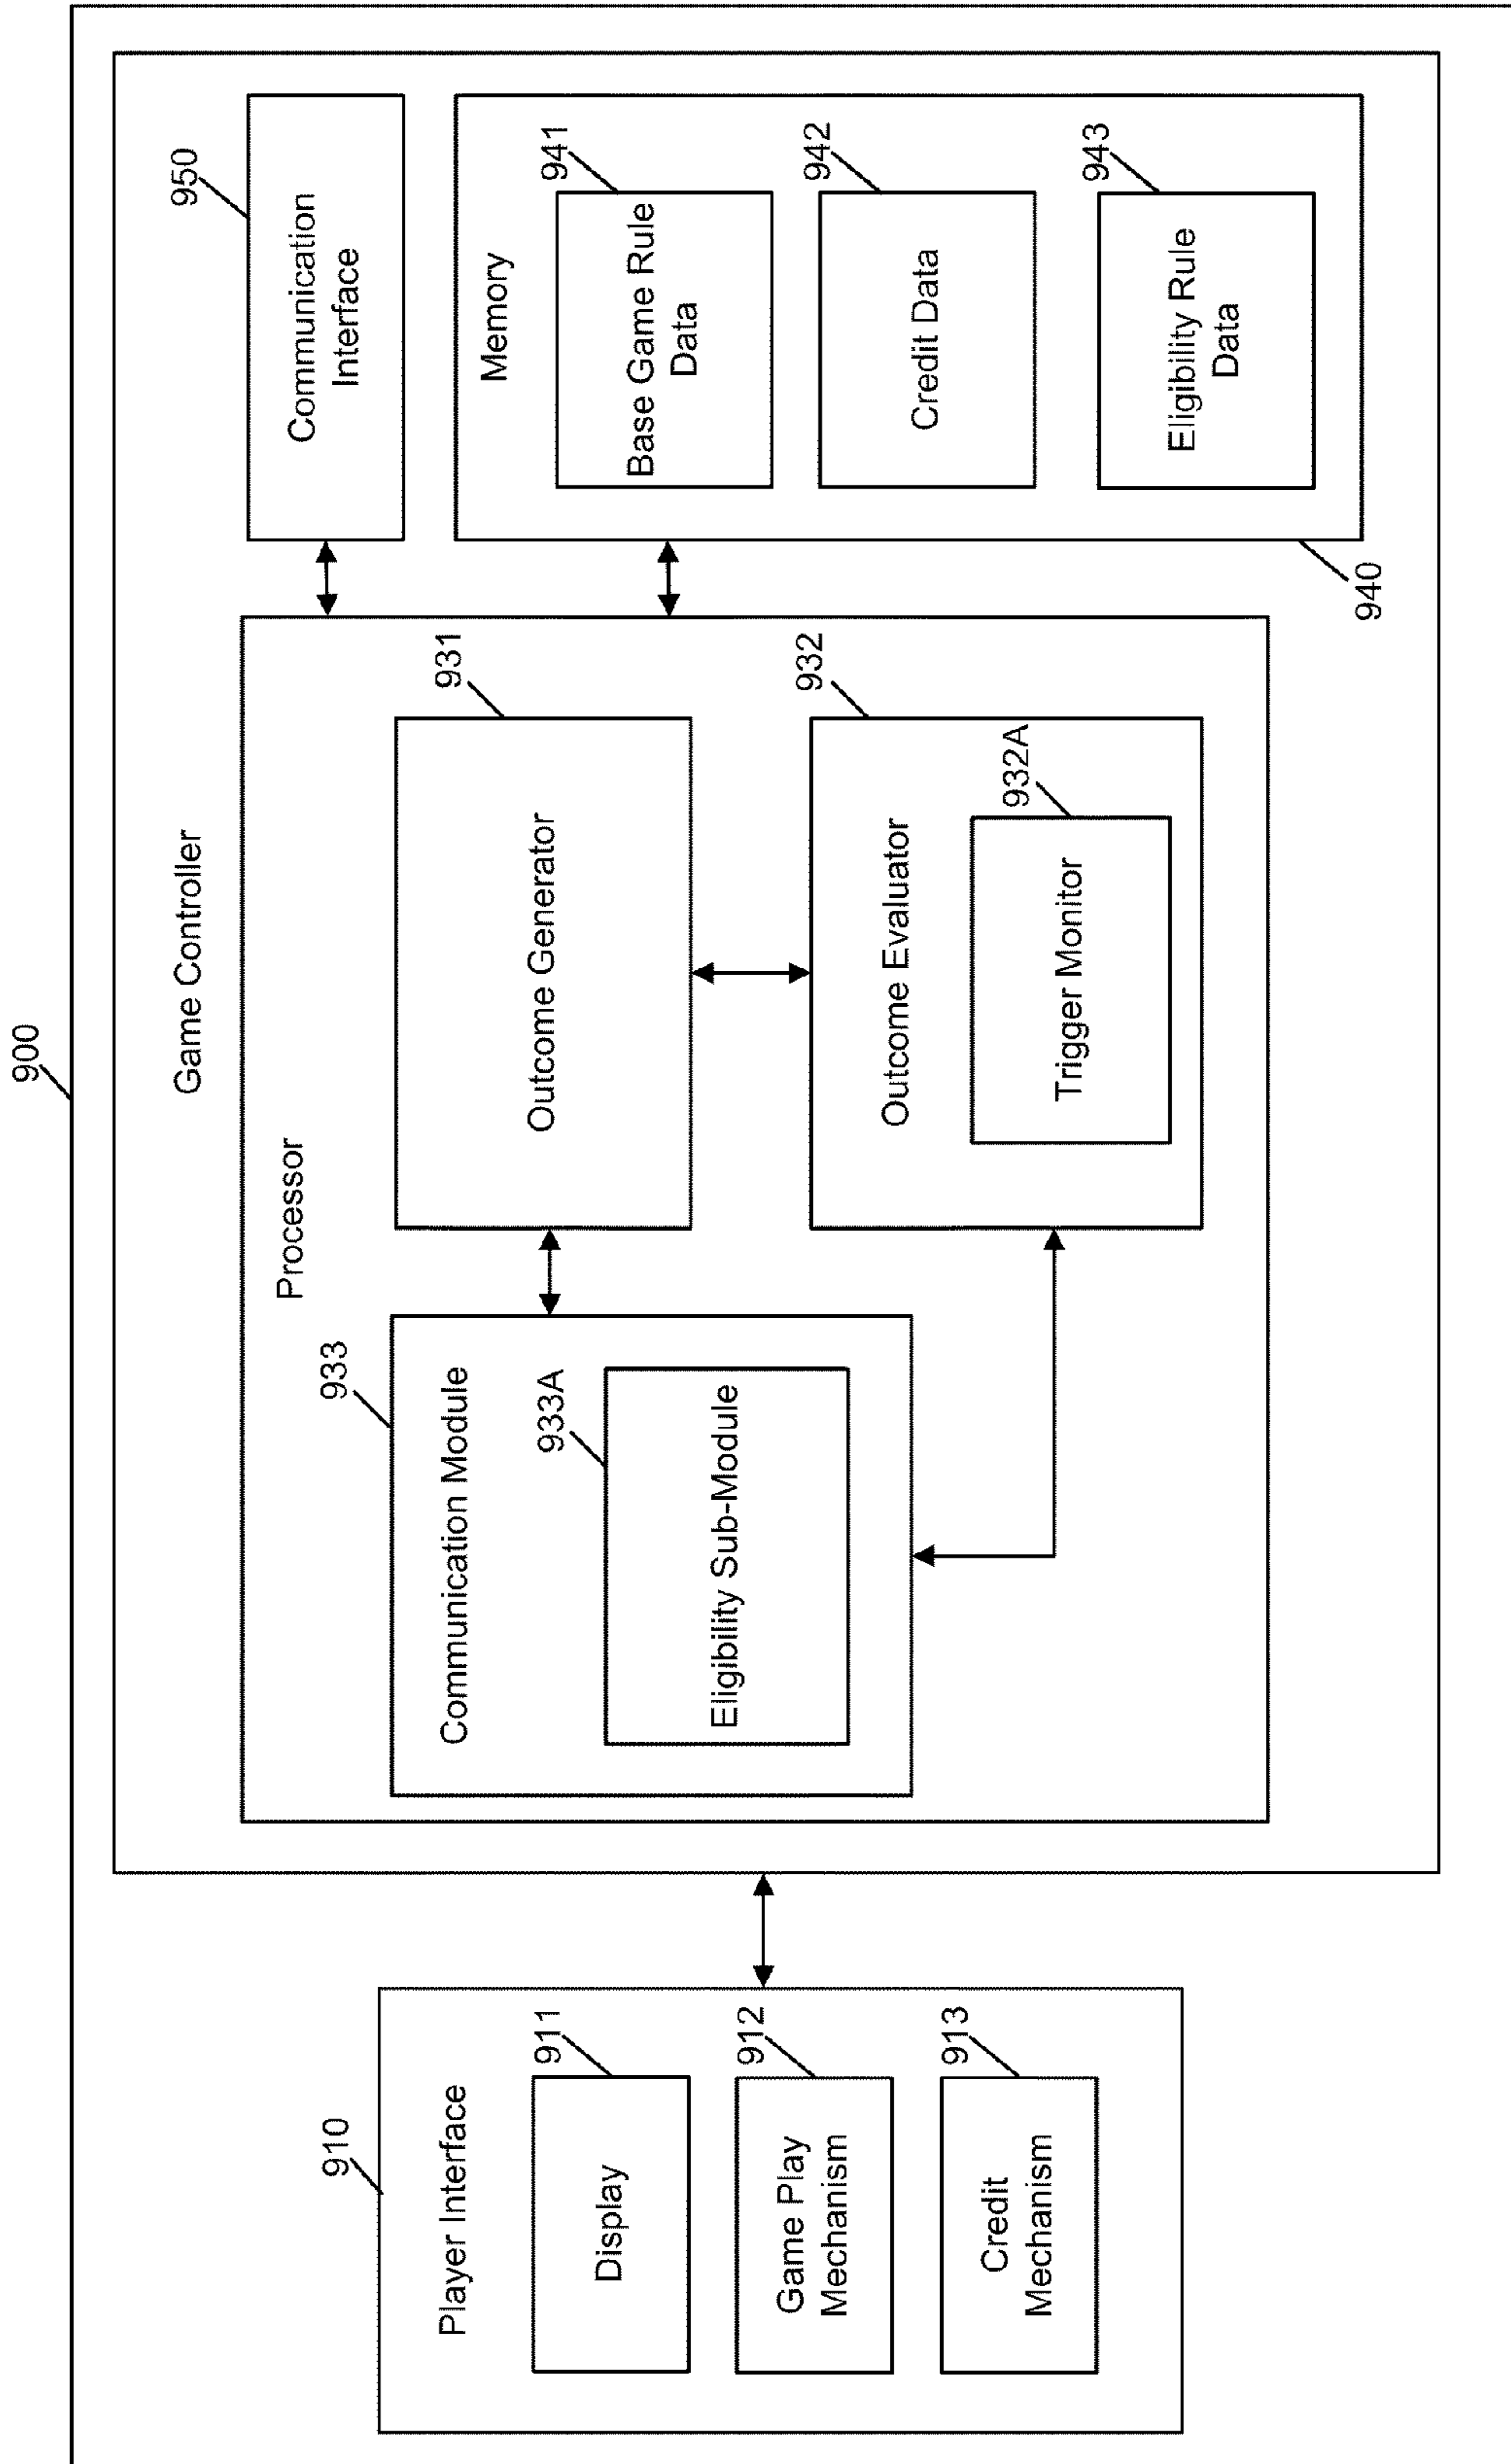 900
910
Player Interface
911
Display
912
Game Play
Mechanism
913
Credit
Mechanism
Game Controller
Processor
933
Communication Module
933A
Eligibility Sub-Module
931
Outcome Generator
932
Outcome Evaluator
932A
Trigger Monitor
950
Communication
Interface
Memory
941
Base Game Rule
Data
942
Credit Data
943
Eligibility Rule
Data
940